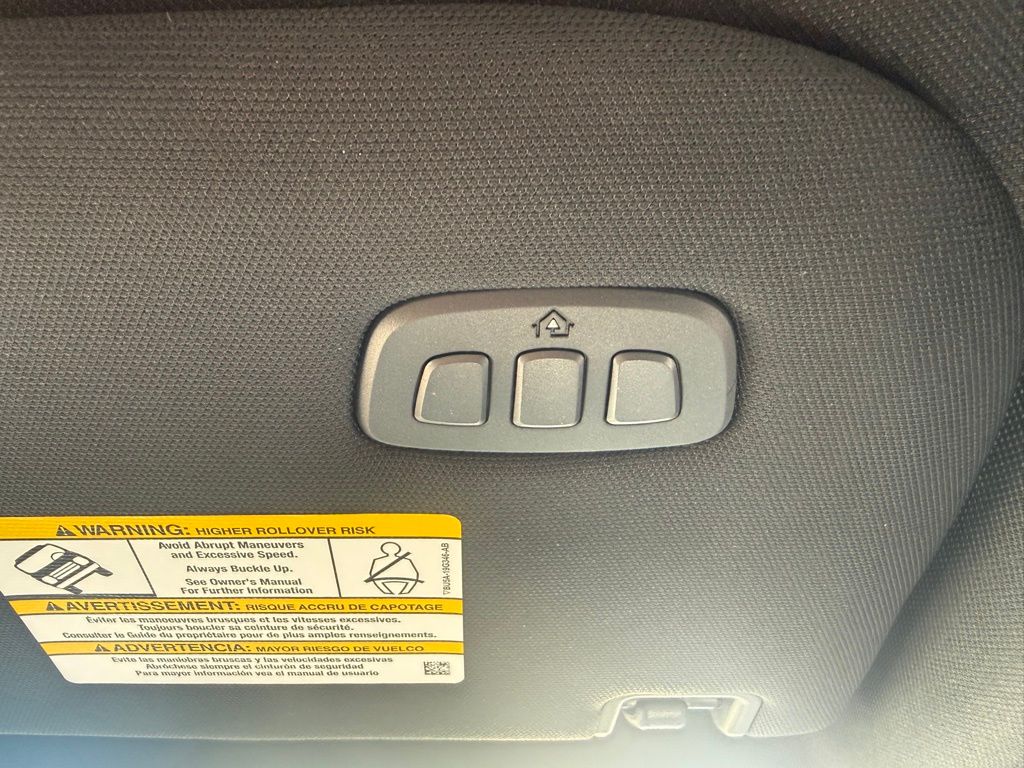 WARNING: HIGHER ROLLOVER RISK
Avoid Abrupt Maneuvers
and Excessive Speed.
Always Buckle Up.
See Owner's Manual
For Further Information
AVERTISSEMENT: RISQUE ACCRU DE CAPOTAGE
Éviter les manoeuvres brusques et les vitesses excessives.
Toujours boucler sa ceinture de sécurité.
Consulter le Guide du propriétaire pour de plus amples renseignements.
ADVERTENCIA: MAYOR RIESGO DE VUELCO
Evite las maniobras bruscas y las velocidades excesivas
Abróchese siempre el cinturón de seguridad
Para mayor información vea el manual de usuario